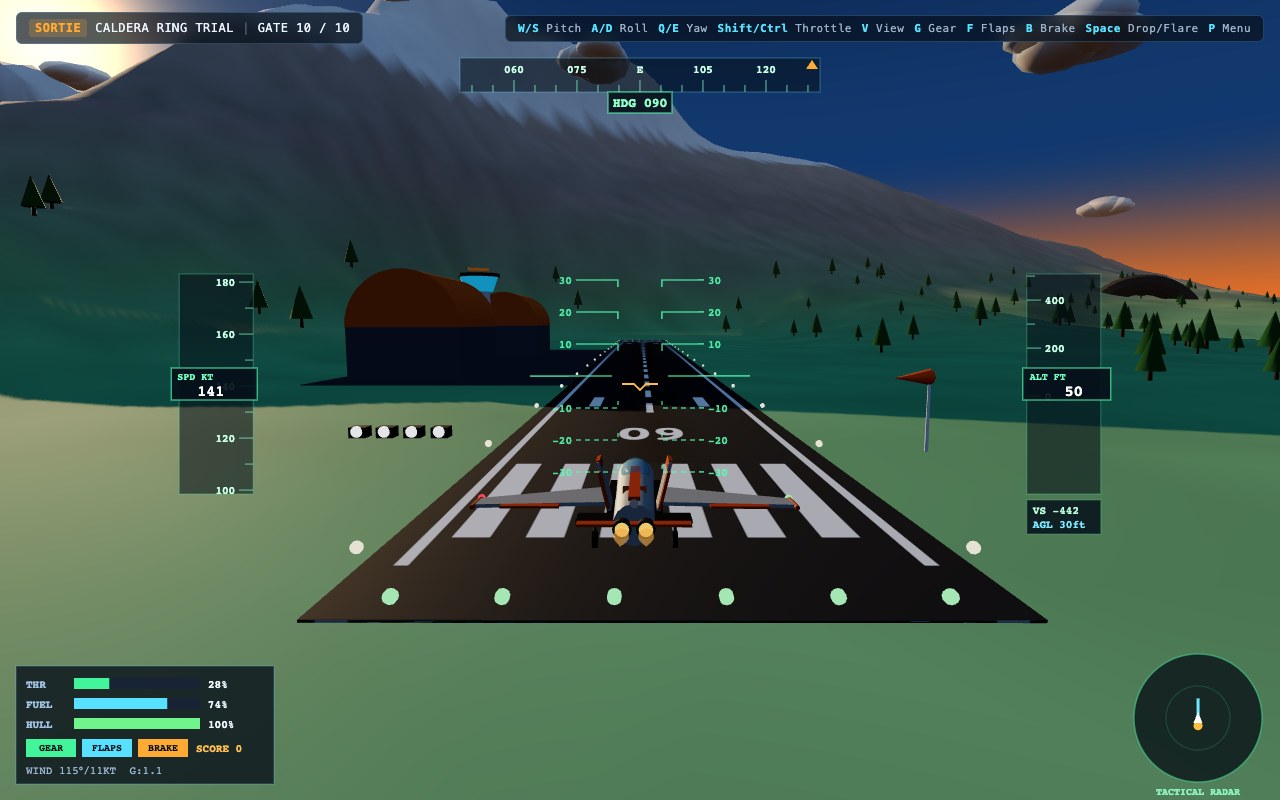 SORTIE CALDERA RING TRIAL | GATE 10 / 10
W/S Pitch A/D Roll Q/E Yaw Shift/Ctrl Throttle V View G Gear F Flaps B Brake Space Drop/Flare P Menu
060 075 E 105 120
HDG 090
180
160
SPD KT
141
120
100
30 30
20 20
10 10
-10 -10
-20 -20
-30 -30
400
200
ALT FT
50
VS -442
AGL 30ft
09
THR 28%
FUEL 74%
HULL 100%
GEAR FLAPS BRAKE SCORE 0
WIND 115°/11KT G:1.1
TACTICAL RADAR